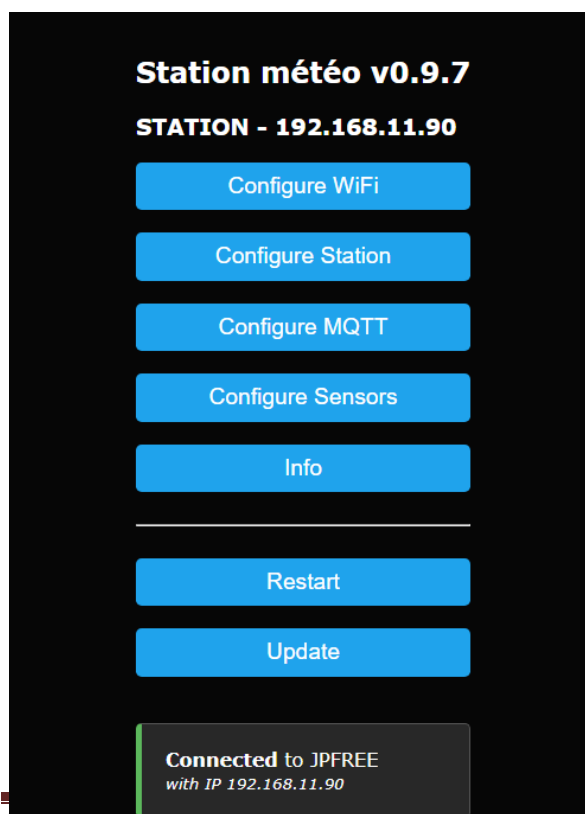 Station météo v0.9.7
STATION - 192.168.11.90
Configure WiFi
Configure Station
Configure MQTT
Configure Sensors
Info
Restart
Update
Connected to JPFREE
with IP 192.168.11.90